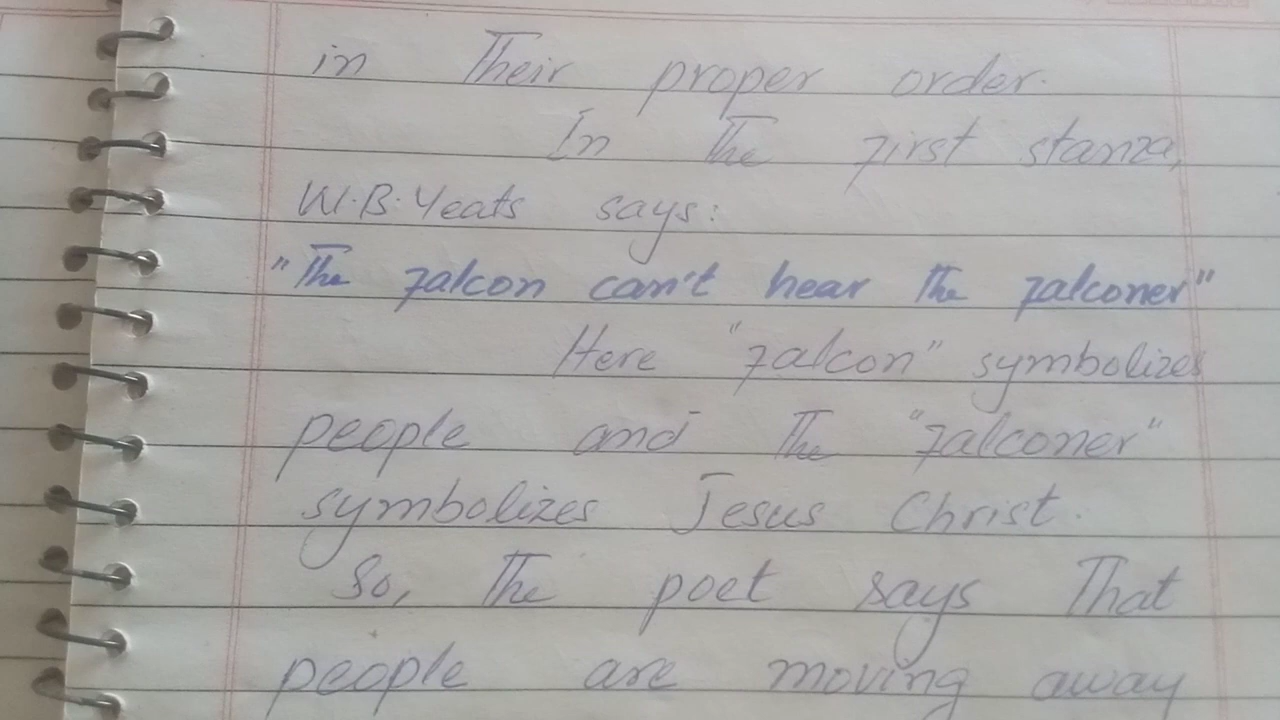 in Their proper order.
In The first stanza,
W.B.Yeats says:
"The falcon can't hear The falconer"
Here "falcon" symbolizes
people and The "falconer"
symbolizes Jesus Christ.
So, The poet says That
people are moving away